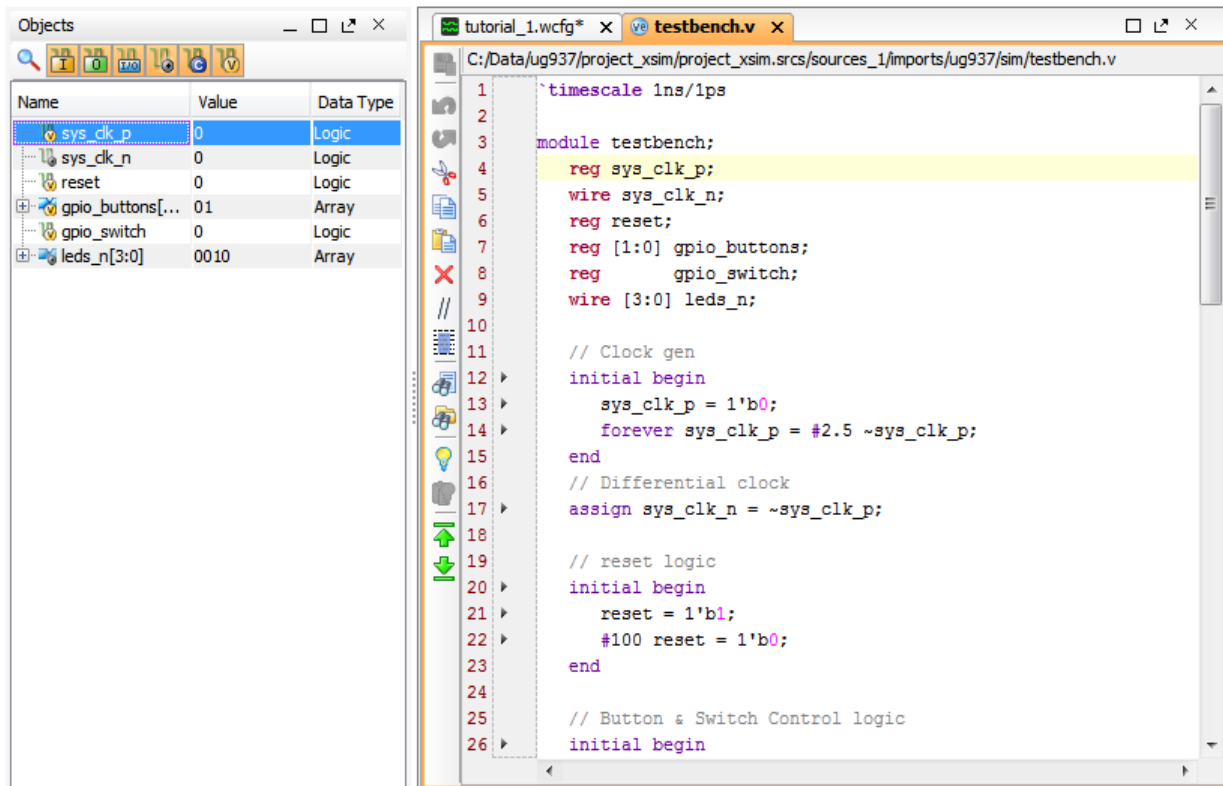 Objects
I O I/O C V
Name Value Data Type
sys_clk_p 0 Logic
sys_clk_n 0 Logic
reset 0 Logic
gpio_buttons[... 01 Array
gpio_switch 0 Logic
leds_n[3:0] 0010 Array
tutorial_1.wcfg* testbench.v
C:/Data/ug937/project_xsim/project_xsim.srcs/sources_1/imports/ug937/sim/testbench.v
1 `timescale 1ns/1ps
2
3 module testbench;
4 reg sys_clk_p;
5 wire sys_clk_n;
6 reg reset;
7 reg [1:0] gpio_buttons;
8 reg gpio_switch;
9 wire [3:0] leds_n;
10
11 // Clock gen
12 initial begin
13 sys_clk_p = 1'b0;
14 forever sys_clk_p = #2.5 ~sys_clk_p;
15 end
16 // Differential clock
17 assign sys_clk_n = ~sys_clk_p;
18
19 // reset logic
20 initial begin
21 reset = 1'b1;
22 #100 reset = 1'b0;
23 end
24
25 // Button & Switch Control logic
26 initial begin